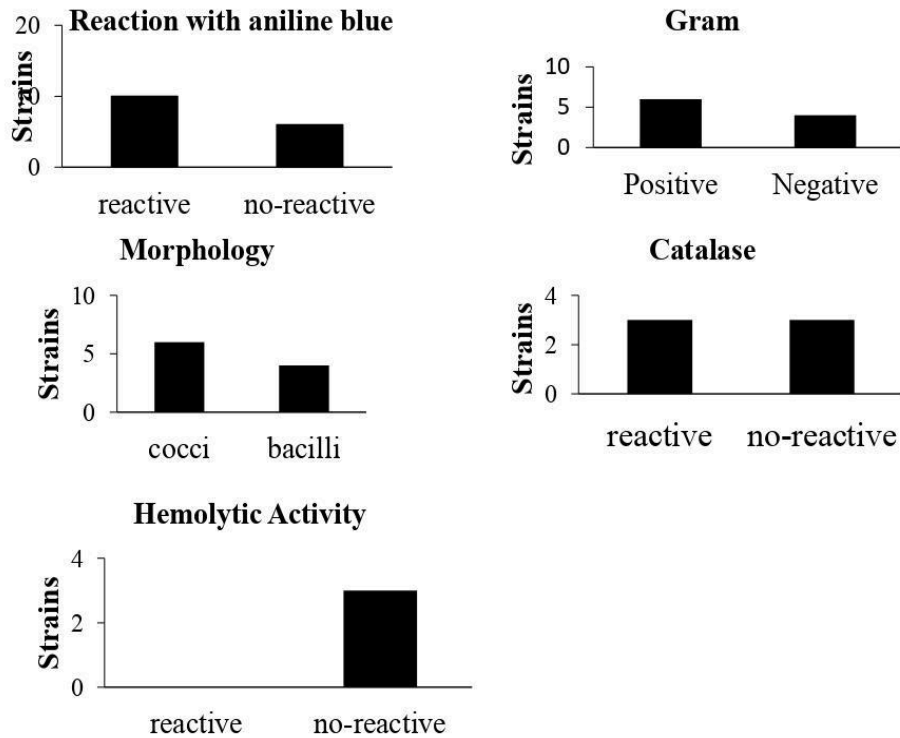 Reaction with aniline blue
Strains
20
10
0
reactive no-reactive
Gram
Strains
10
5
0
Positive Negative
Morphology
Strains
10
5
0
cocci bacilli
Catalase
Strains
4
2
0
reactive no-reactive
Hemolytic Activity
Strains
4
2
0
reactive no-reactive